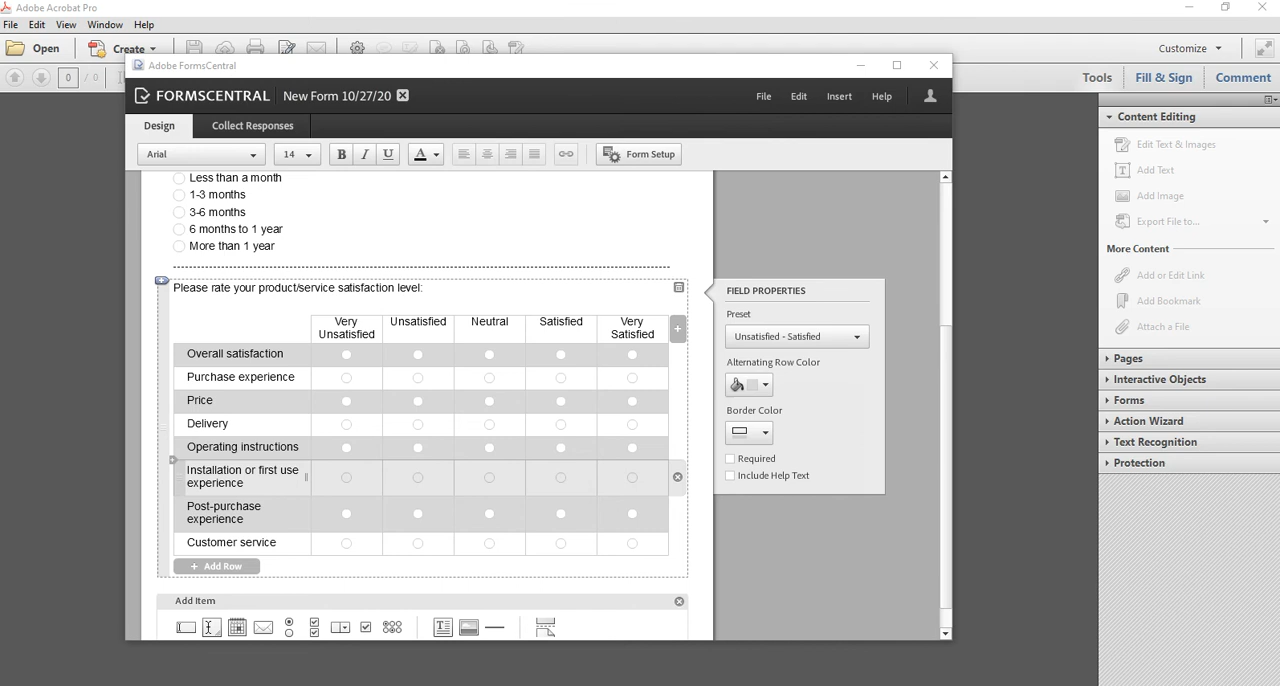 Adobe Acrobat Pro
File Edit View Window Help
Open Create Customize
0 / 0 Tools Fill & Sign Comment
Adobe FormsCentral
FORMSCENTRAL New Form 10/27/20 File Edit Insert Help
Design Collect Responses
Arial 14 B I U A Form Setup
Less than a month
1-3 months
3-6 months
6 months to 1 year
More than 1 year
Please rate your product/service satisfaction level:
Very Unsatisfied Unsatisfied Neutral Satisfied Very Satisfied
Overall satisfaction
Purchase experience
Price
Delivery
Operating instructions
Installation or first use
experience
Post-purchase
experience
Customer service
+ Add Row
Add Item
FIELD PROPERTIES
Preset
Unsatisfied - Satisfied
Alternating Row Color
Border Color
Required
Include Help Text
Content Editing
Edit Text & Images
Add Text
Add Image
Export File to...
More Content
Add or Edit Link
Add Bookmark
Attach a File
Pages
Interactive Objects
Forms
Action Wizard
Text Recognition
Protection